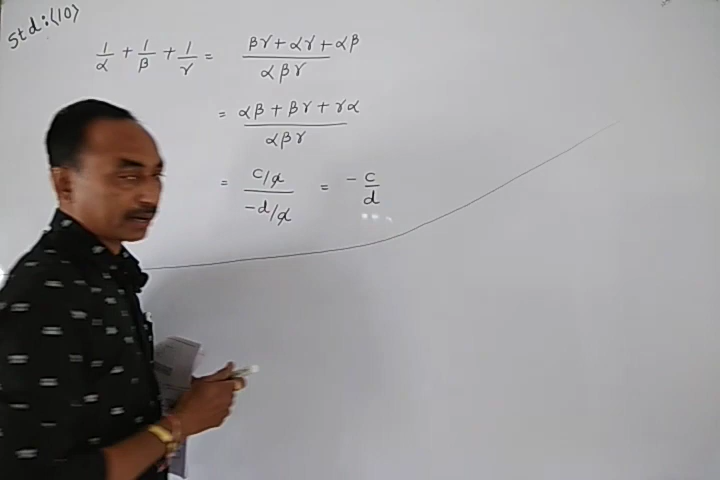 Std:(10)
1/α + 1/β + 1/γ = βγ + αγ + αβ / αβγ
= αβ + βγ + γα / αβγ
= c/a / -d/a = - c/d